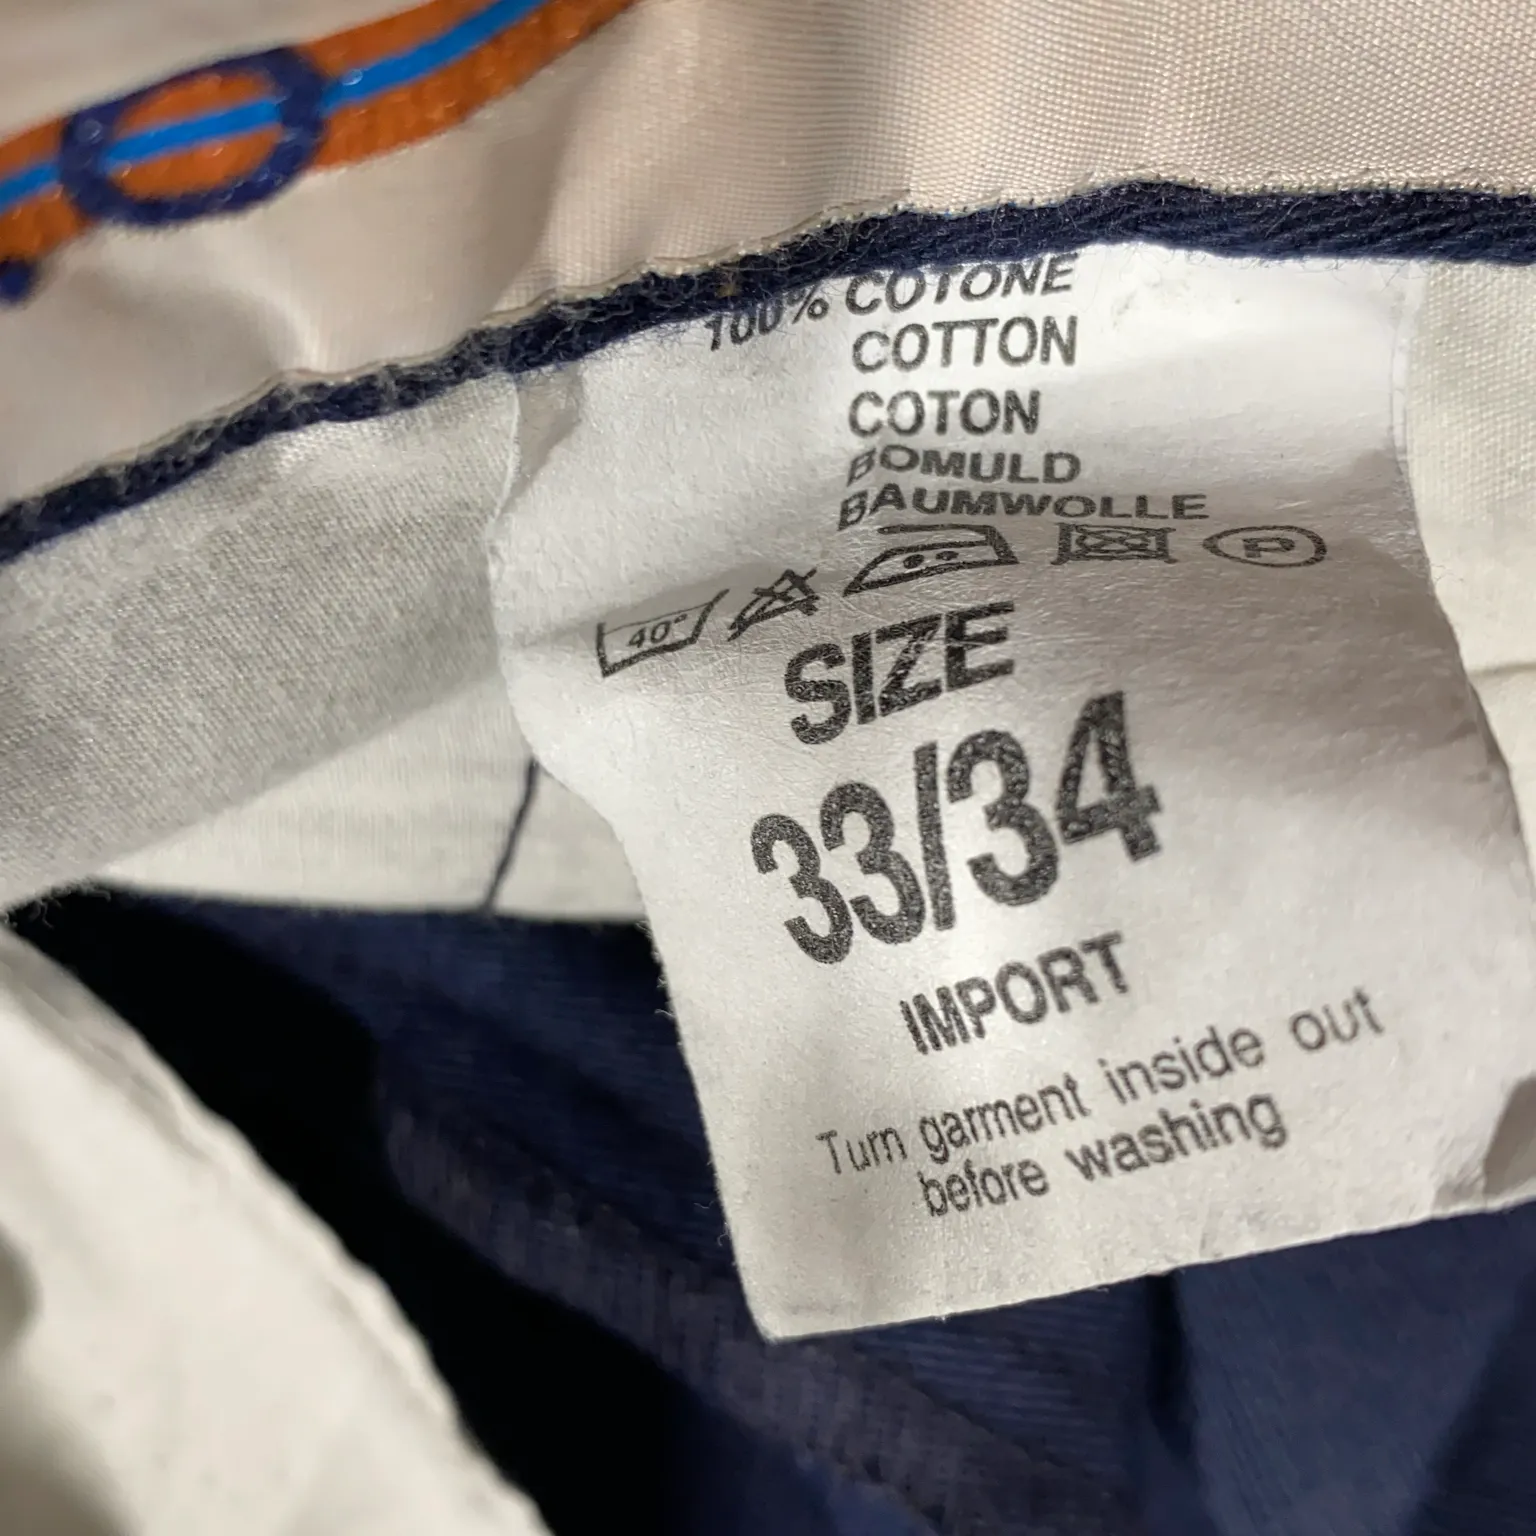 100% COTONE
COTTON
COTON
BOMULD
BAUMWOLLE
40° P
SIZE
33/34
IMPORT
Turn garment inside out
before washing